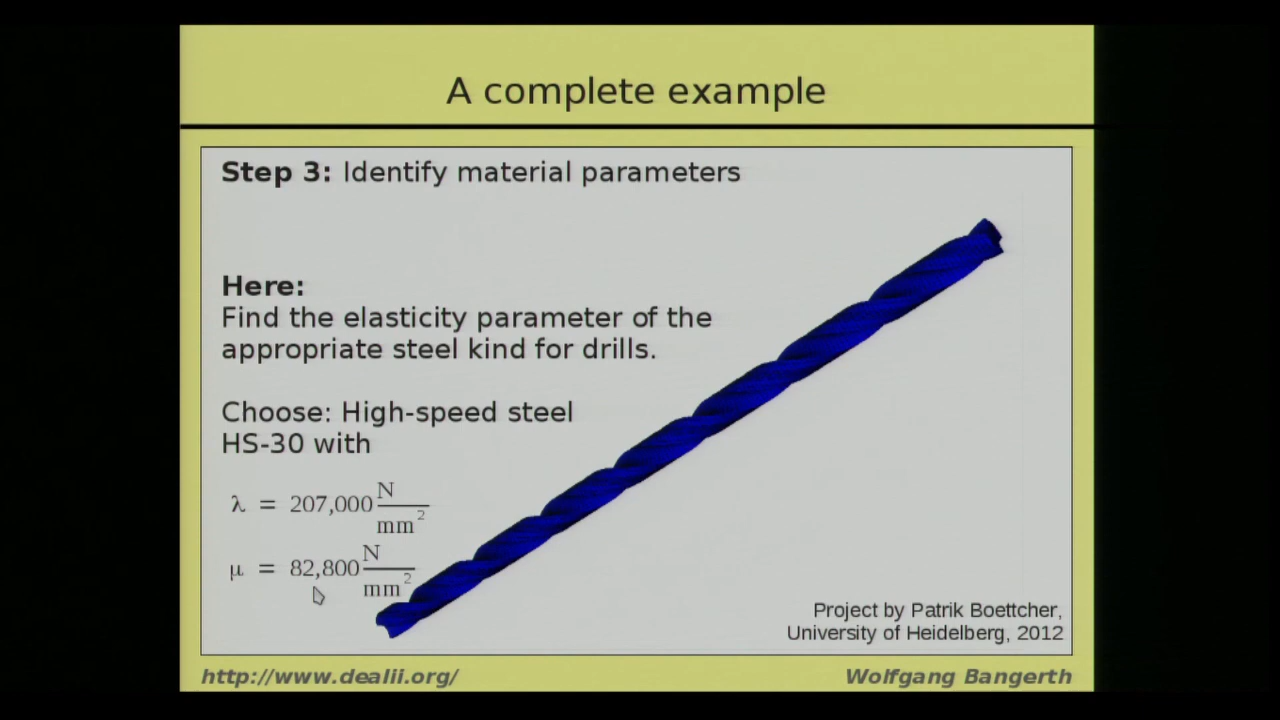 A complete example
Step 3: Identify material parameters
Here:
Find the elasticity parameter of the
appropriate steel kind for drills.
Choose: High-speed steel
HS-30 with
λ = 207,000 N/mm²
μ = 82,800 N/mm²
Project by Patrik Boettcher,
University of Heidelberg, 2012
http://www.dealii.org/ Wolfgang Bangerth